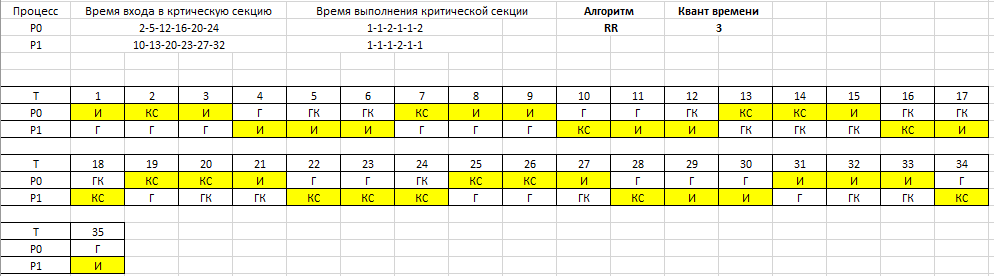 Процесс Время входа в кртическую секцию Время выполнения критической секции Алгоритм Квант времени
P0 2-5-12-16-20-24 1-1-2-1-1-2 RR 3
P1 10-13-20-23-27-32 1-1-1-2-1-1
Т 1 2 3 4 5 6 7 8 9 10 11 12 13 14 15 16 17
P0 И КС И Г ГК ГК КС И И Г Г ГК КС КС И ГК ГК
P1 Г Г Г И И И Г Г Г КС И И ГК ГК ГК КС И
Т 18 19 20 21 22 23 24 25 26 27 28 29 30 31 32 33 34
P0 ГК КС КС И Г Г ГК КС КС И Г Г Г И И И Г
P1 КС Г ГК ГК КС КС КС Г Г ГК КС И И Г ГК ГК КС
Т 35
P0 Г
P1 И